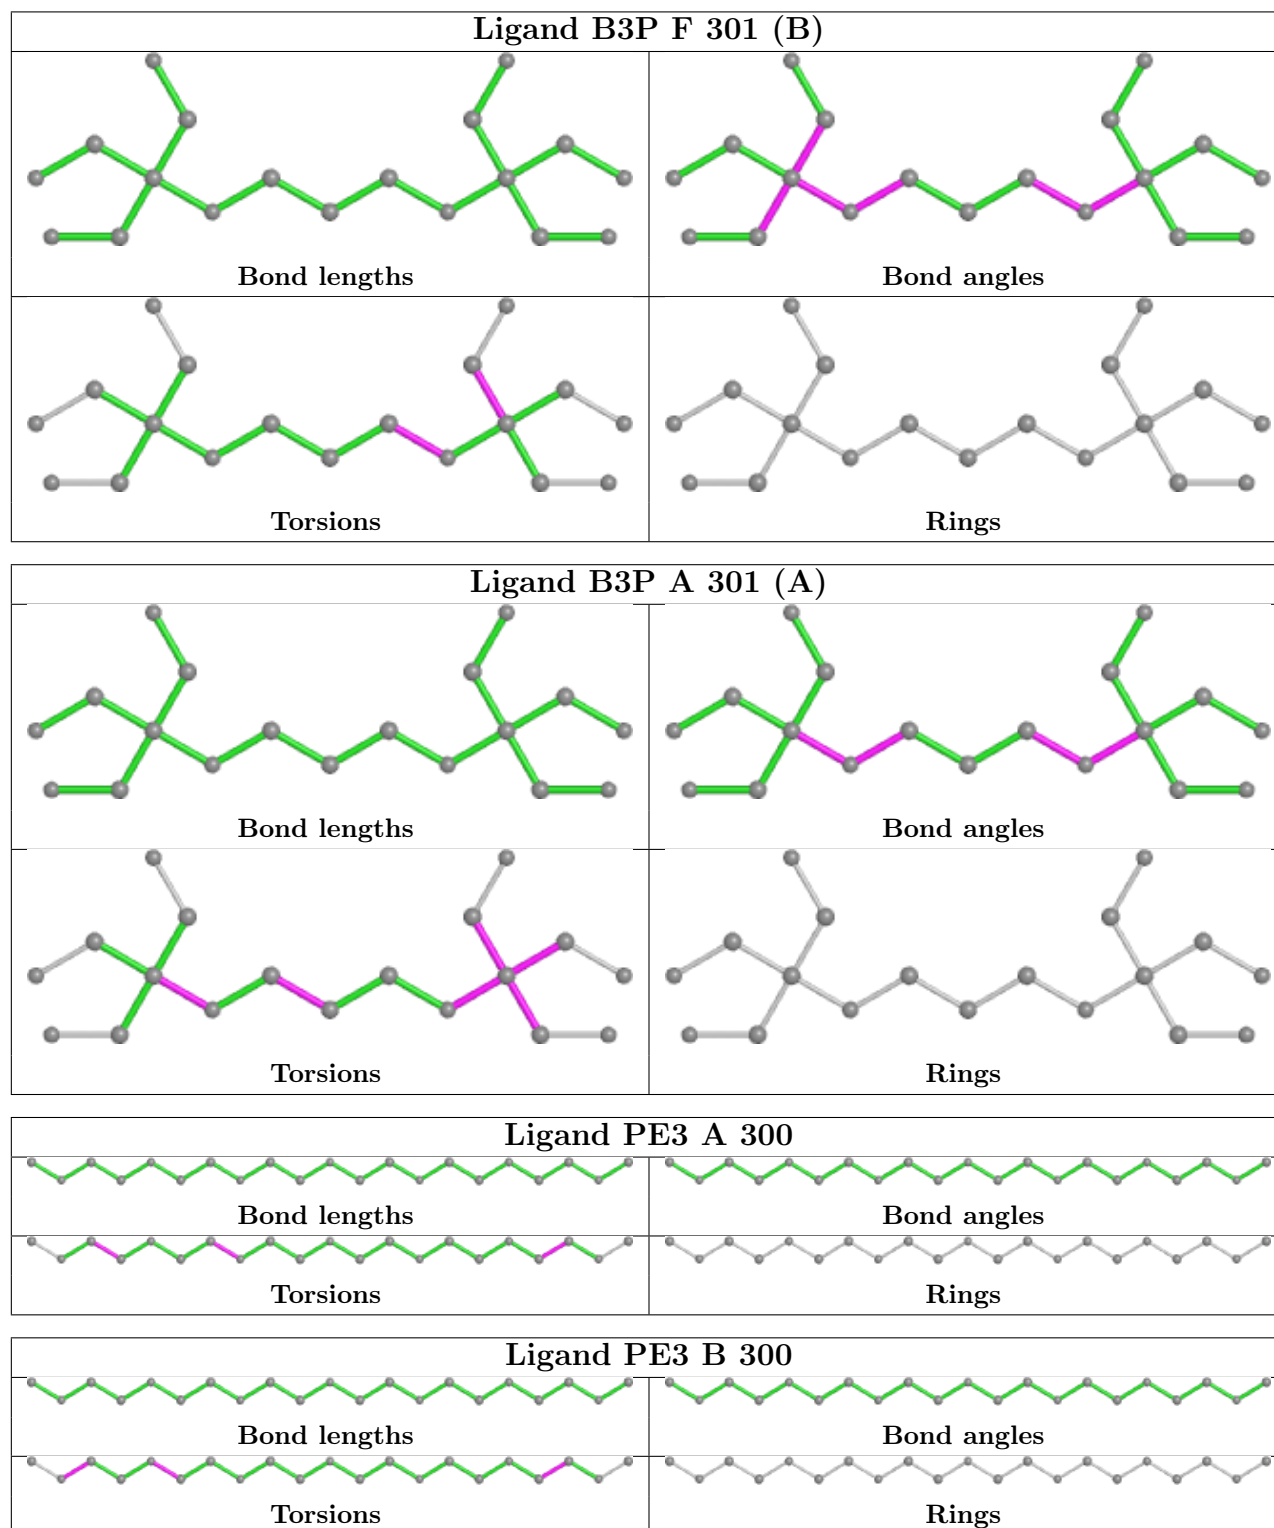 Ligand B3P F 301 (B)
Bond lengths
Bond angles
Torsions
Rings
Ligand B3P A 301 (A)
Bond lengths
Bond angles
Torsions
Rings
Ligand PE3 A 300
Bond lengths
Bond angles
Torsions
Rings
Ligand PE3 B 300
Bond lengths
Bond angles
Torsions
Rings